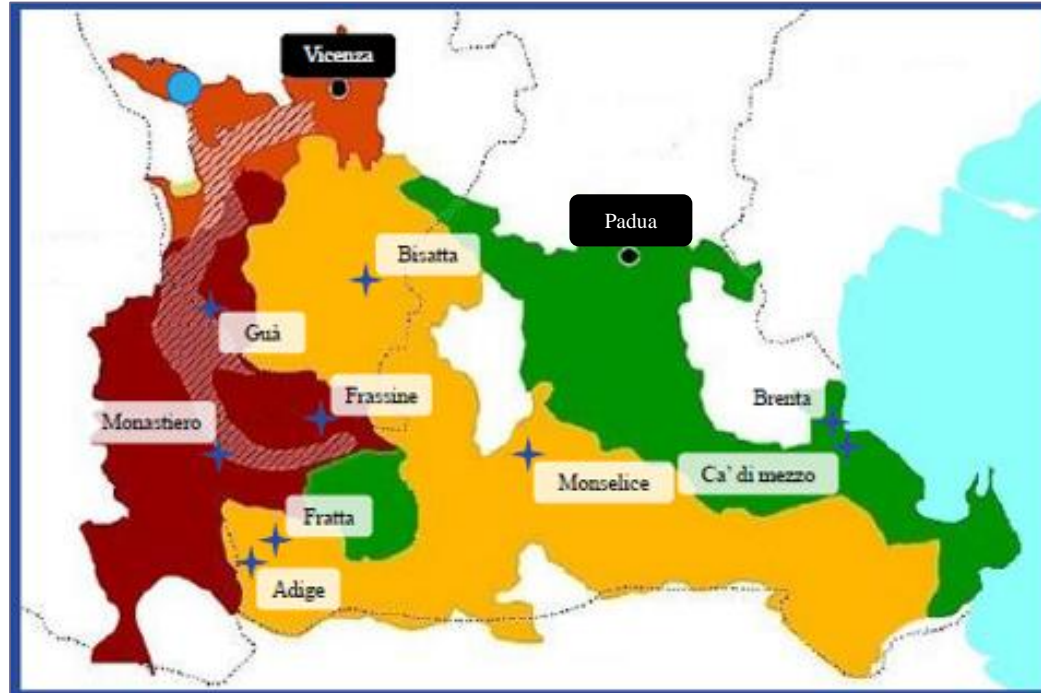 Vicenza
Padua
Bisatta
Guà
Frassine
Brenta
Monastiero
Monselice
Ca' di mezzo
Fratta
Adige